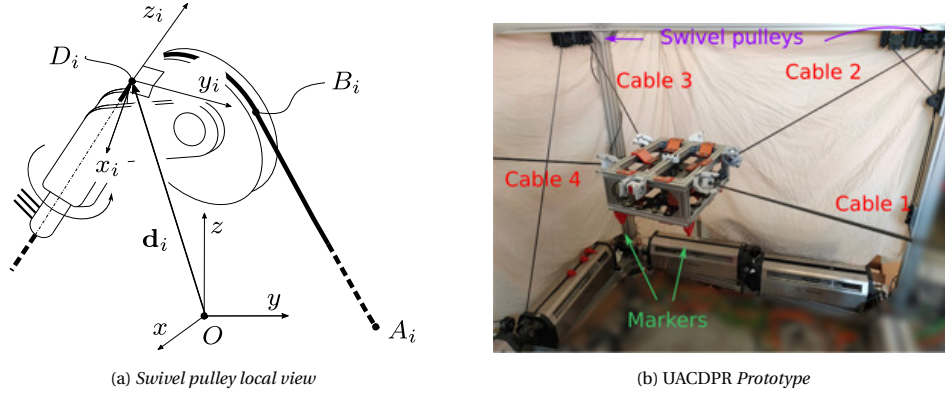 z_i
D_i
y_i
B_i
x_i
d_i
z
y
x
O
A_i
(a) Swivel pulley local view
Swivel pulleys
Cable 2
Cable 3
Cable 4
Cable 1
Markers
(b) UACDPR Prototype